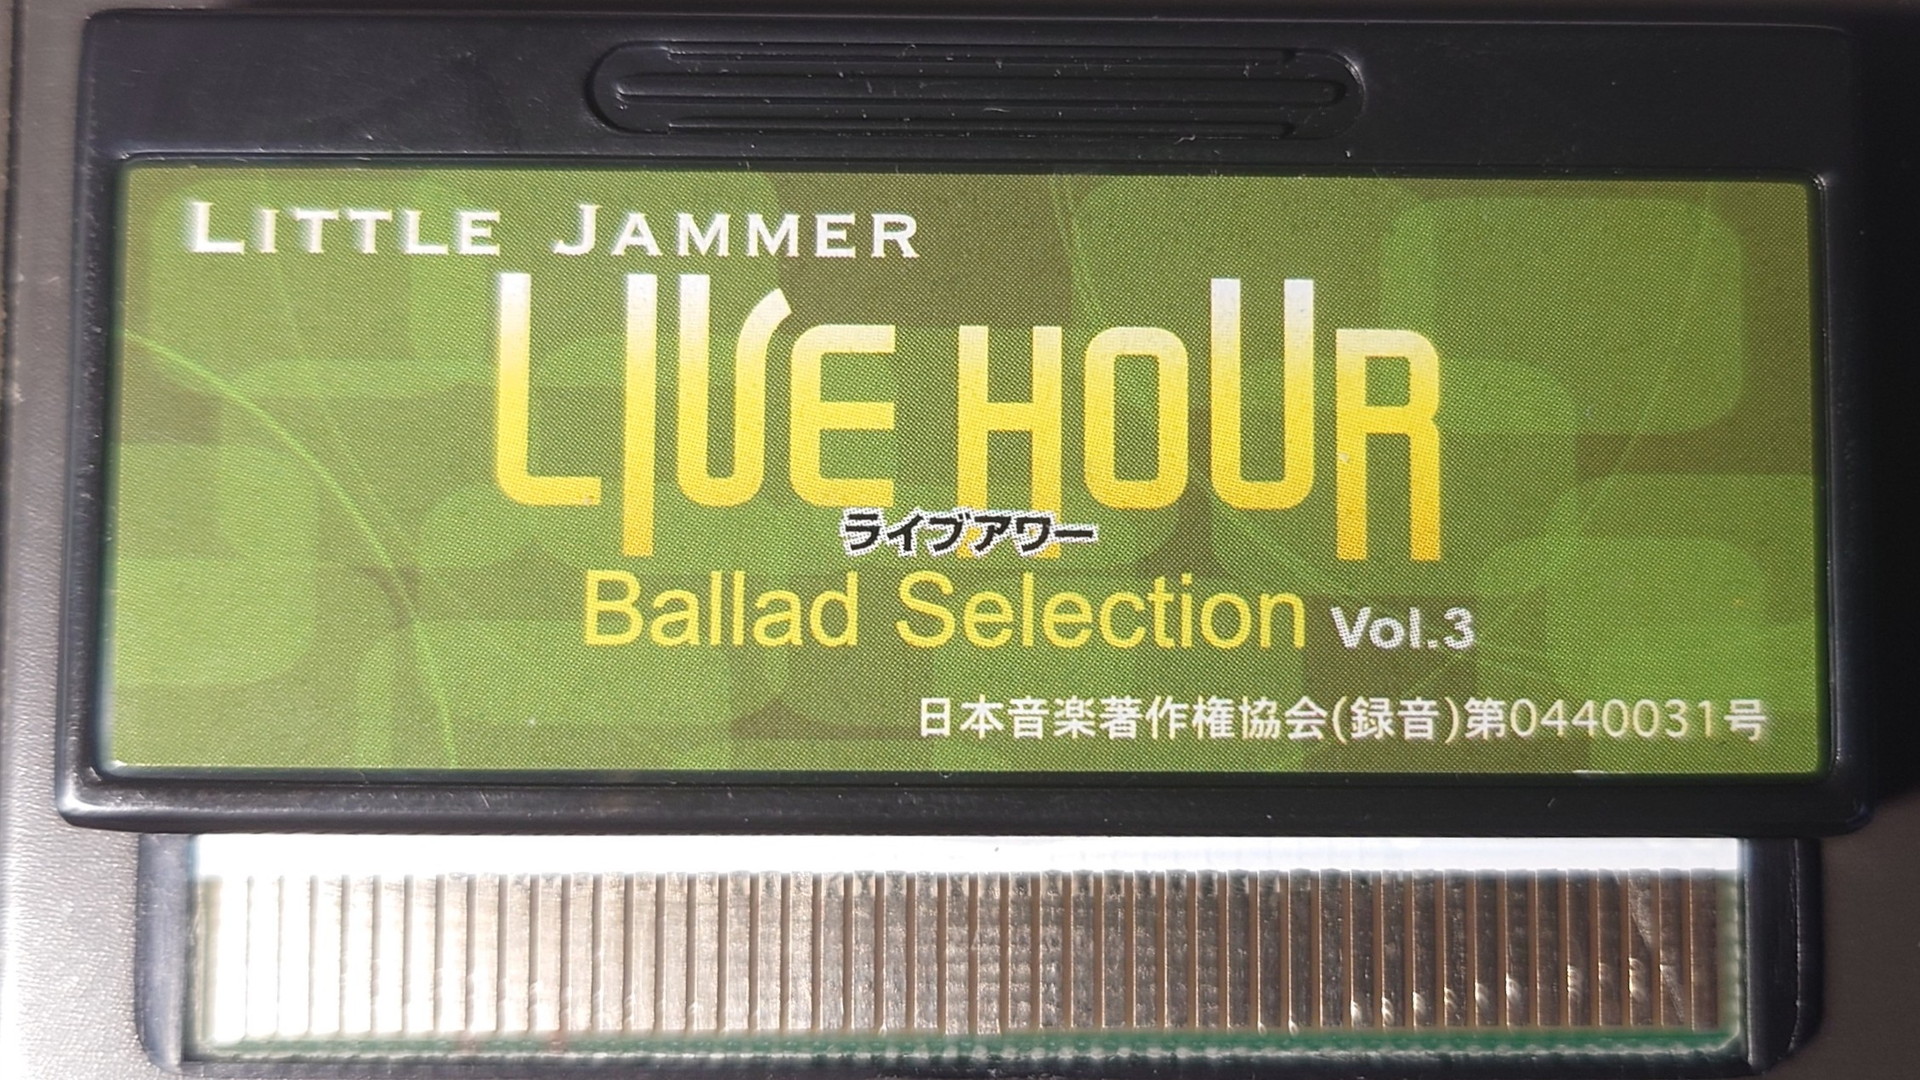 LITTLE JAMMER
LIVE HOUR
ライブアワー
Ballad Selection Vol.3
日本音楽著作権協会(録音)第0440031号